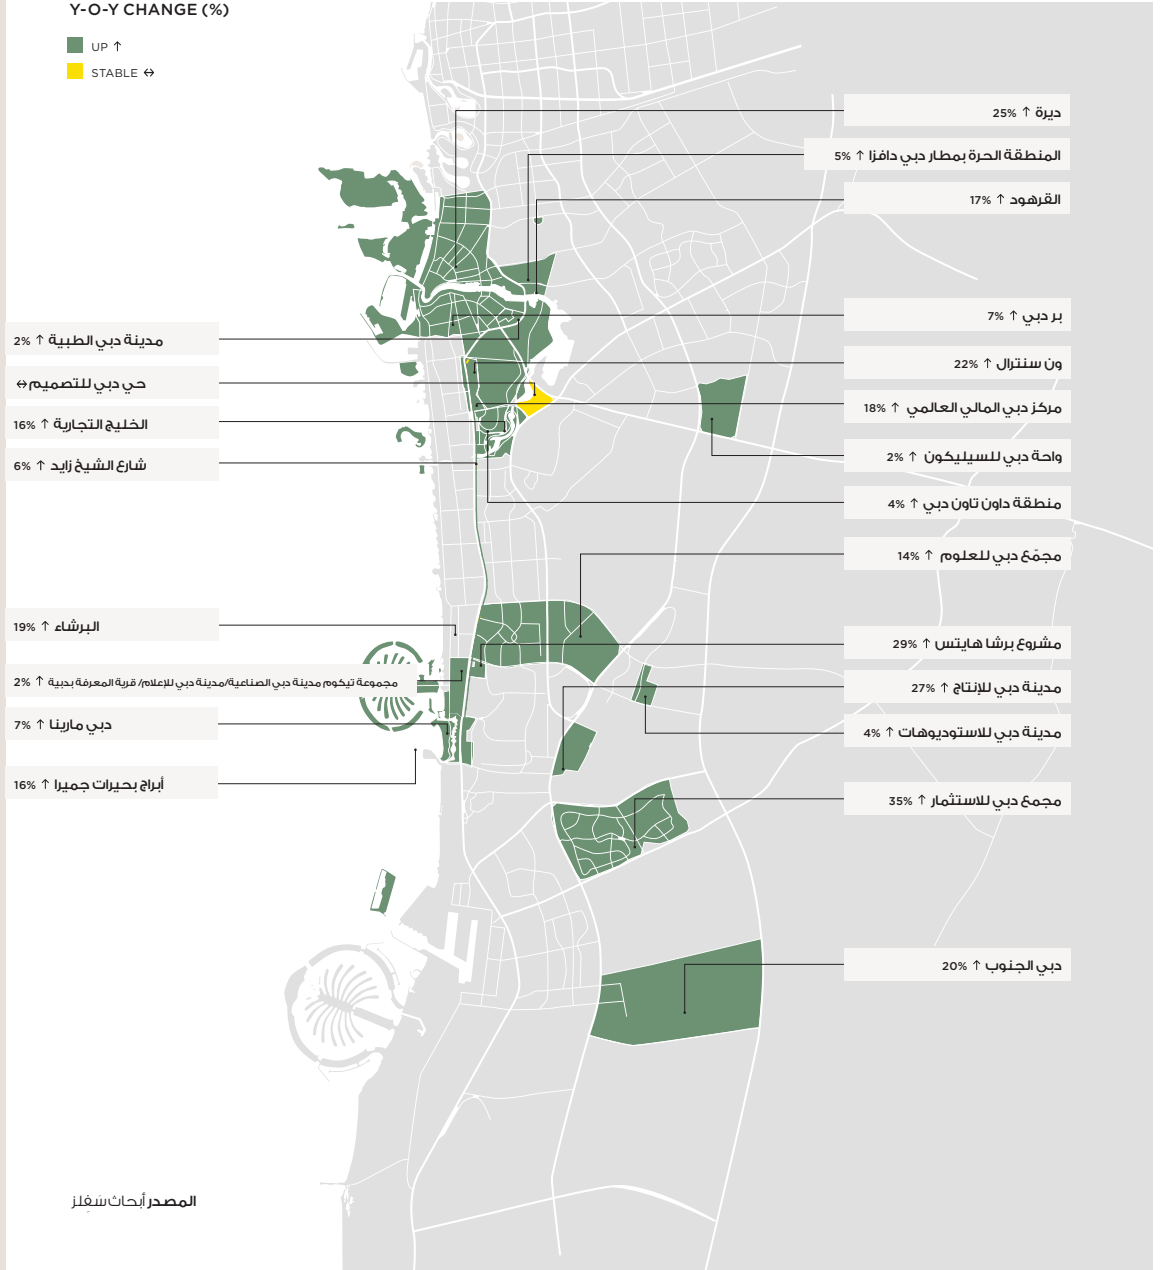 Y-O-Y CHANGE (%)
UP ↑
STABLE ↔
ديرة ↑ 25%
المنطقة الحرة بمطار دبي دافزا ↑ 5%
القرهود ↑ 17%
بر دبي ↑ 7%
ون سنترال ↑ 22%
مركز دبي المالي العالمي ↑ 18%
واحة دبي للسيليكون ↑ 2%
منطقة داون تاون دبي ↑ 4%
مجمّع دبي للعلوم ↑ 14%
مشروع برشا هايتس ↑ 29%
مدينة دبي للإنتاج ↑ 27%
مدينة دبي للاستوديوهات ↑ 4%
مجمع دبي للاستثمار ↑ 35%
دبي الجنوب ↑ 20%
مدينة دبي الطبية ↑ 2%
حي دبي للتصميم ↔
الخليج التجارية ↑ 16%
شارع الشيخ زايد ↑ 6%
البرشاء ↑ 19%
مجموعة تيكوم مدينة دبي الصناعية/مدينة دبي للإعلام/ قرية المعرفة بدبية ↑ 2%
دبي مارينا ↑ 7%
أبراج بحيرات جميرا ↑ 16%
المصدر أبحاث سَفِلز